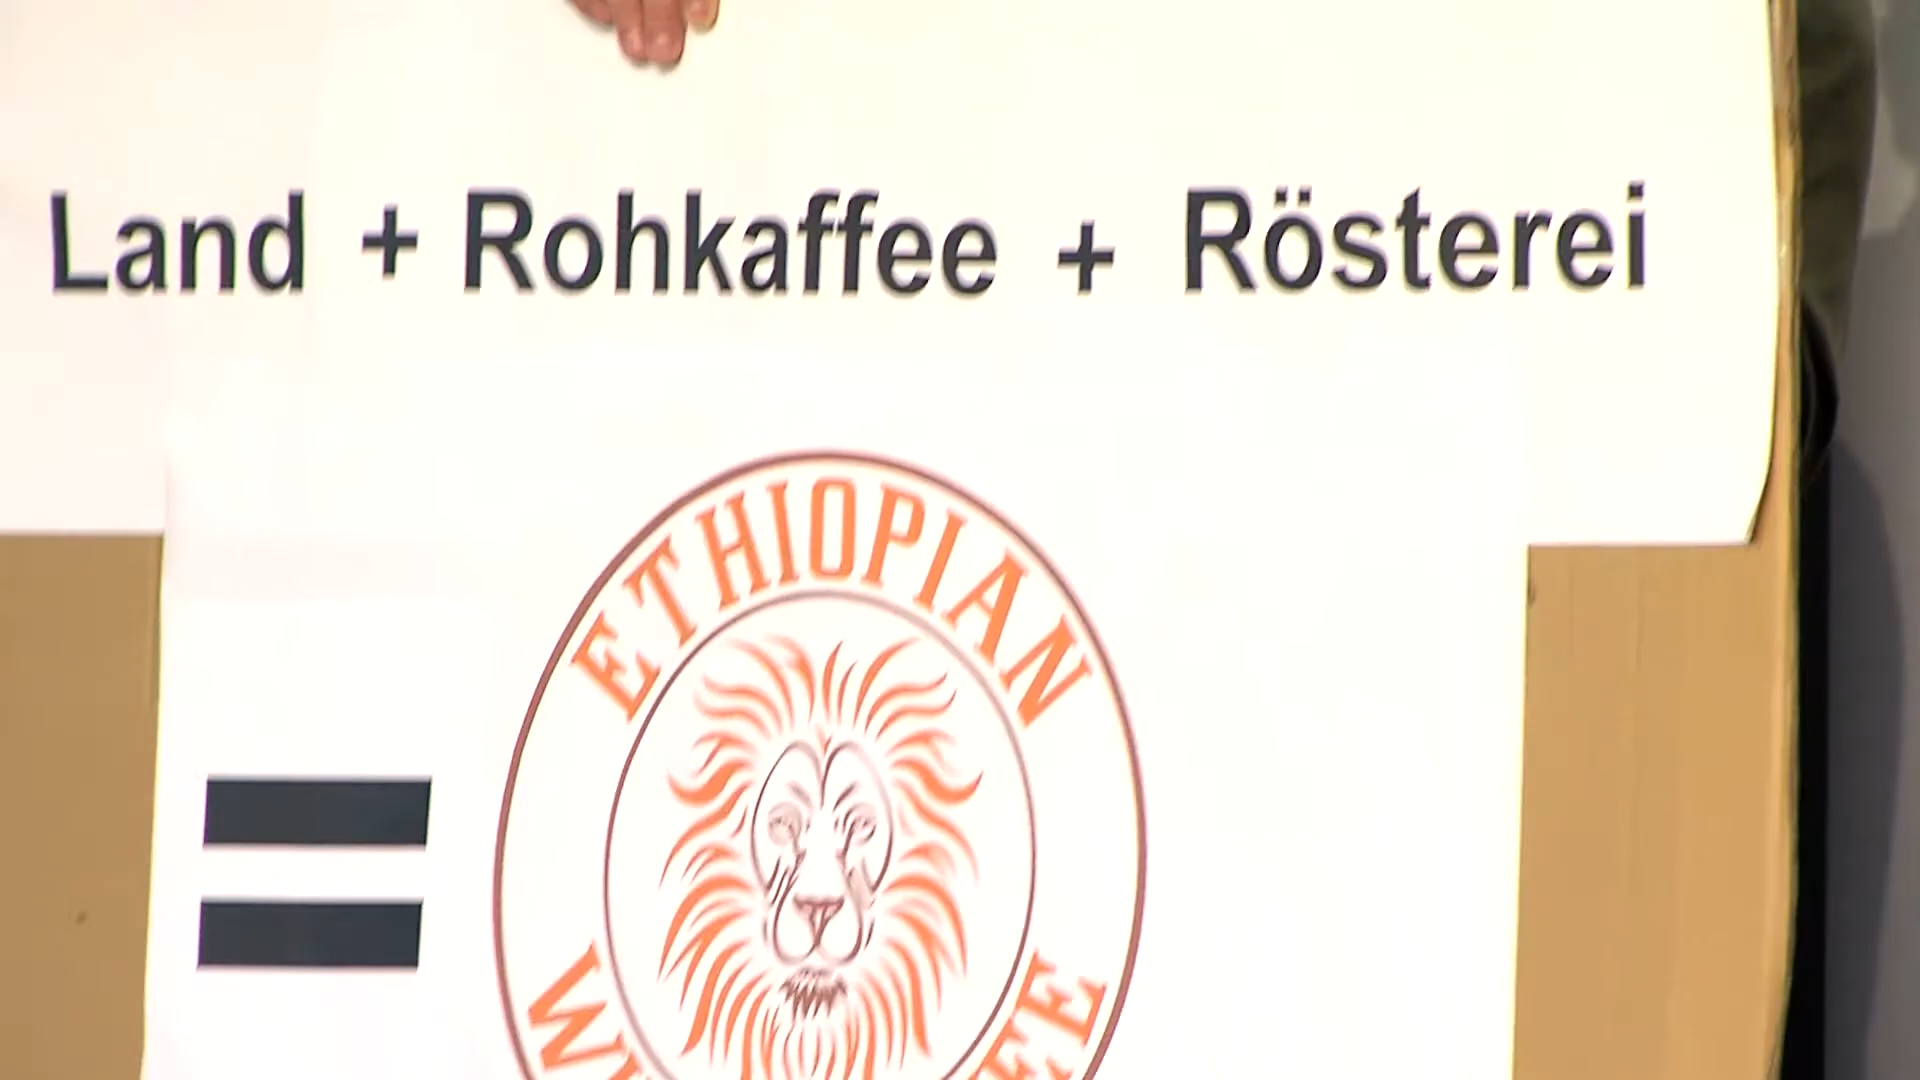 Land + Rohkaffee + Rösterei
=
ETHIOPIAN